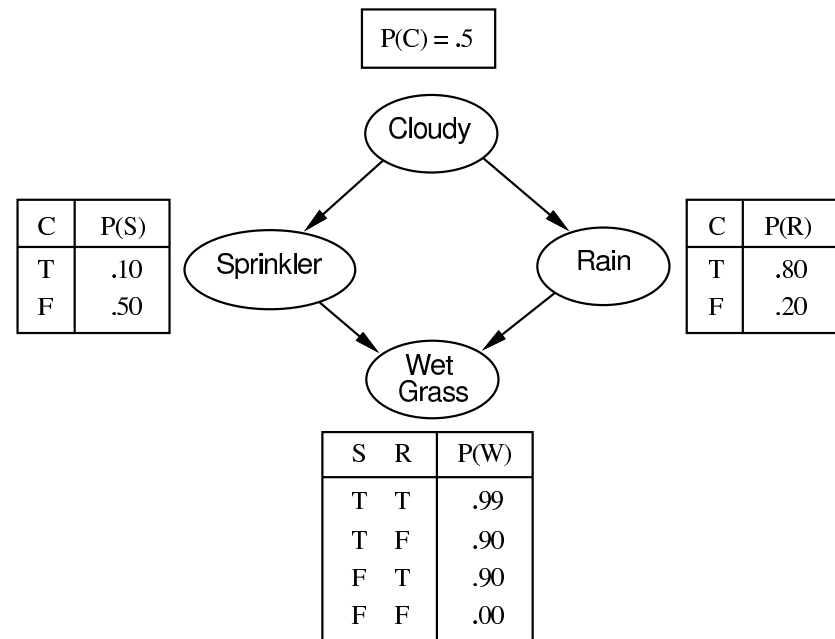 P(C) = .5
Cloudy
C P(S)
T .10
F .50
Sprinkler
Rain
C P(R)
T .80
F .20
Wet
Grass
S R P(W)
T T .99
T F .90
F T .90
F F .00